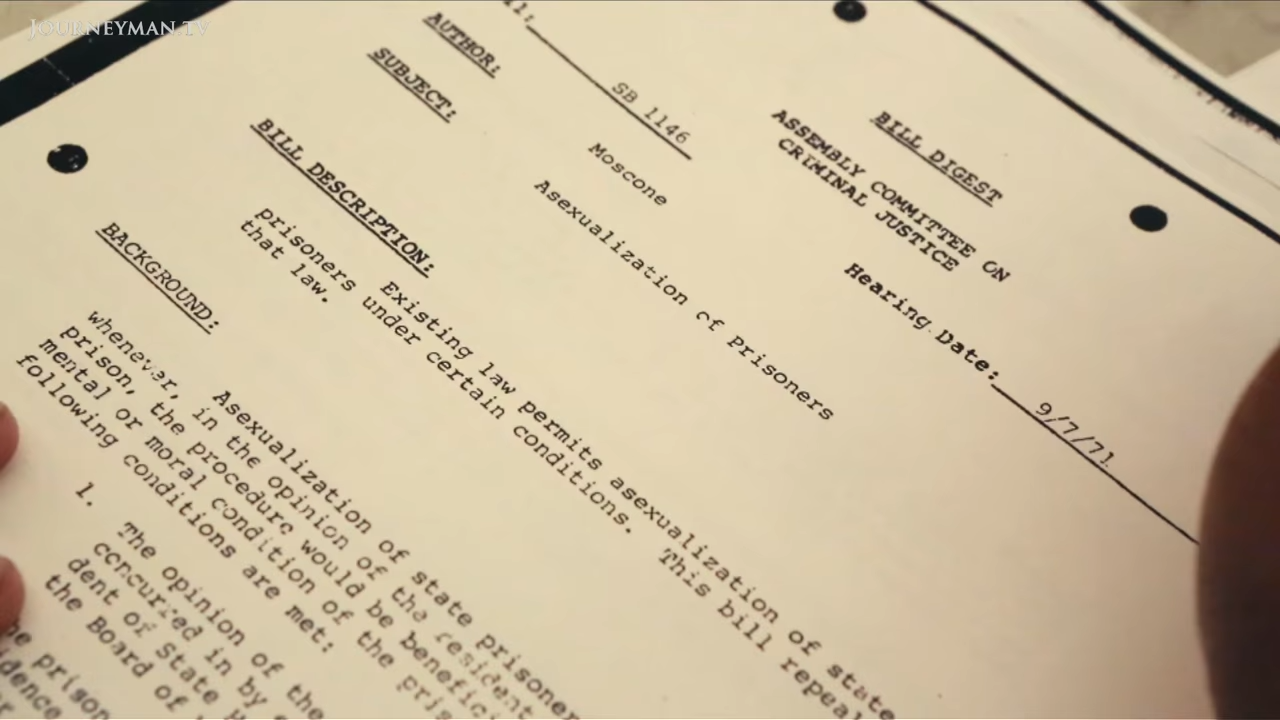 JOURNEYMAN.TV
BILL DIGEST
ASSEMBLY COMMITTEE ON
CRIMINAL JUSTICE
Hearing Date: 9/7/71
SB 1146
AUTHOR: Moscone
SUBJECT: Asexualization of Prisoners
BILL DESCRIPTION:
Existing law permits asexualization of state
prisoners under certain conditions. This bill
that law.
BACKGROUND:
Asexualization of state
whenever, in the opinion of the resident
prison, the procedure would be
mental or moral condition of the
following conditions are met:
1. The opinion of the
concurred in by
dent of State
the Board of
prison